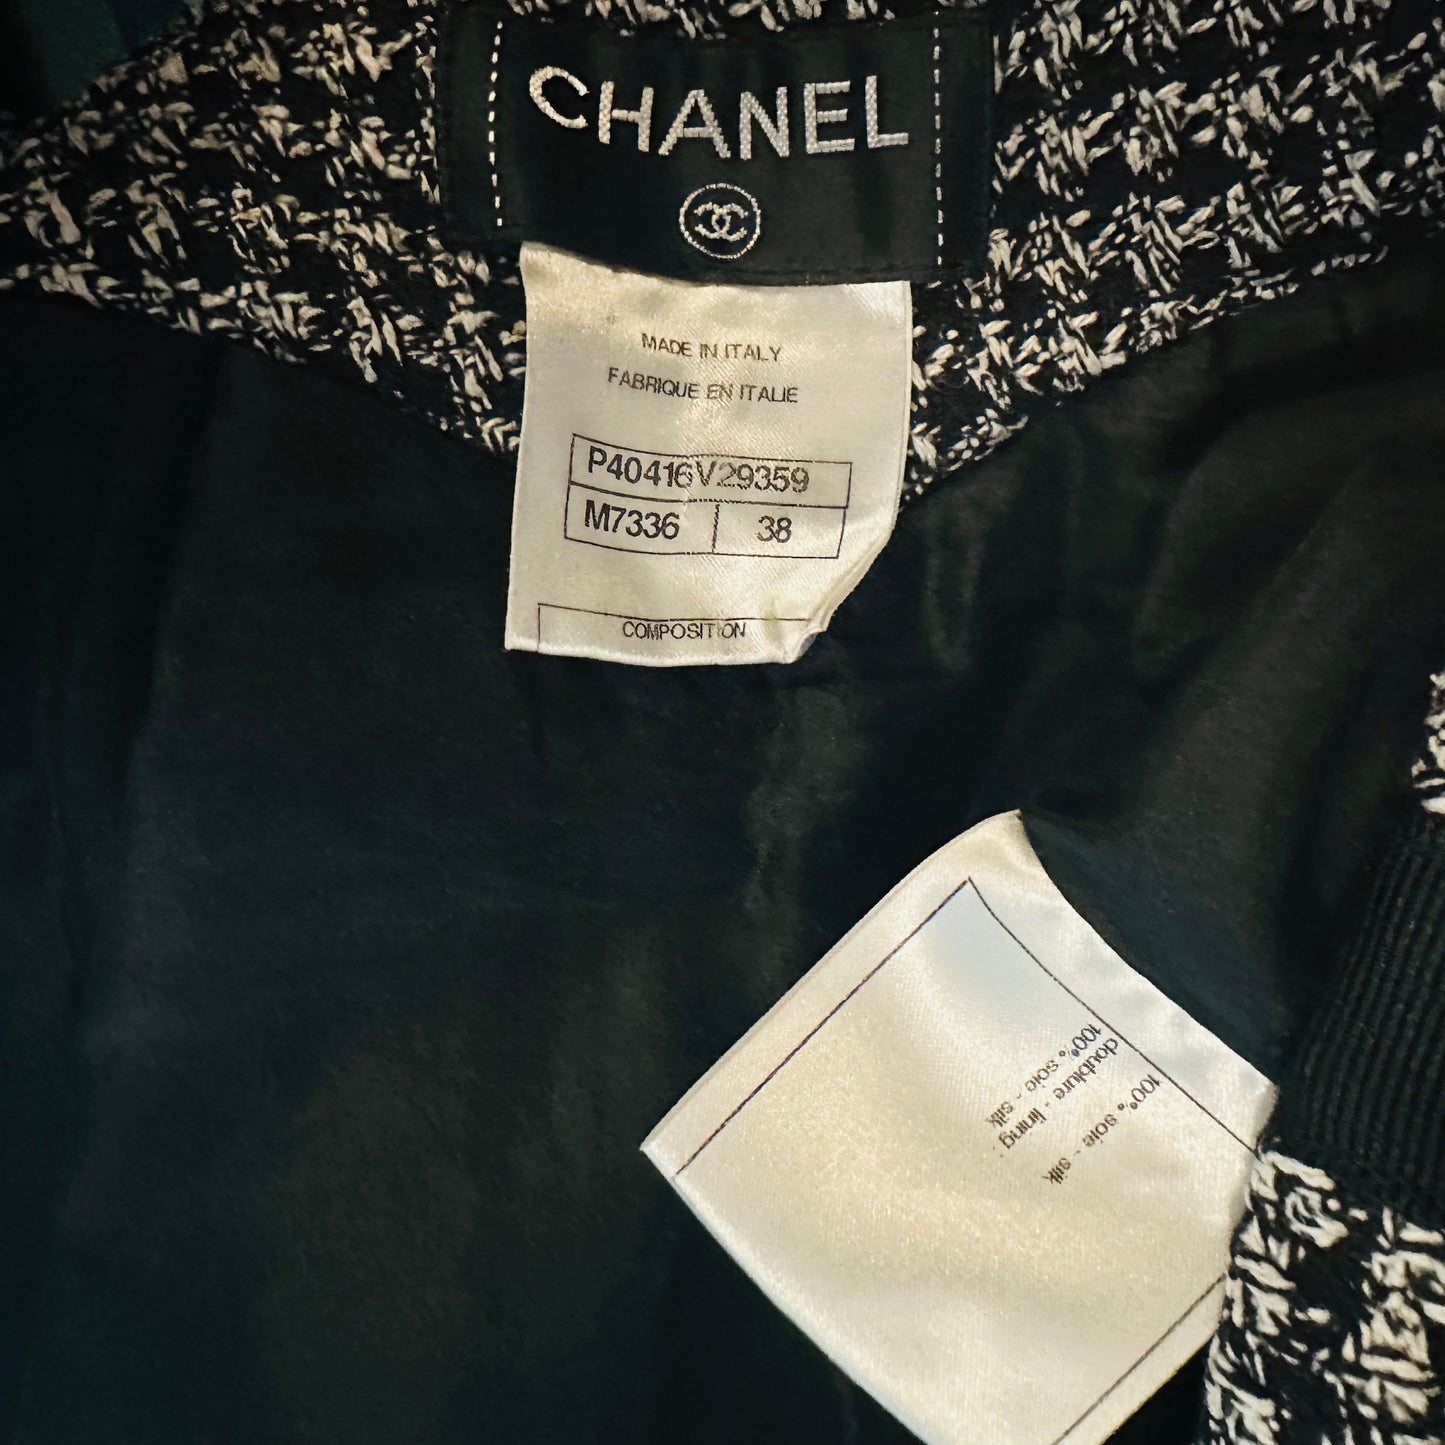 CHANEL
MADE IN ITALY
FABRIQUE EN ITALIE
P40416V29359
M7336 38
COMPOSITION
100% soie - silk
doublure - lining :
100% soie - silk